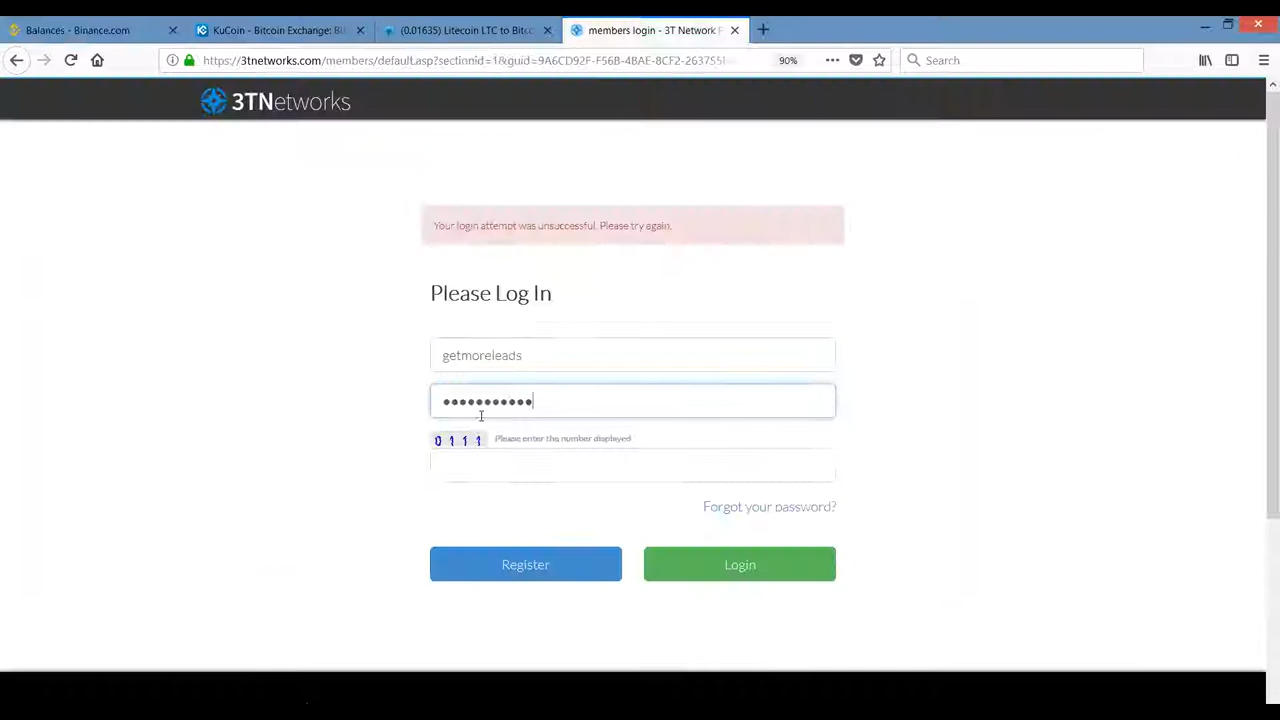 Balances - Binance.com
KuCoin - Bitcoin Exchange: Bi
(0.01635) Litecoin LTC to Bitco
members login - 3T Network F
https://3tnetworks.com/members/default.asp?sectionid=1&guid=9A6CD92F-F56B-4BAE-8CF2-263755
90%
Search
3TNetworks
Your login attempt was unsuccessful. Please try again.
Please Log In
getmoreleads
0111 Please enter the number displayed
Forgot your password?
Register
Login